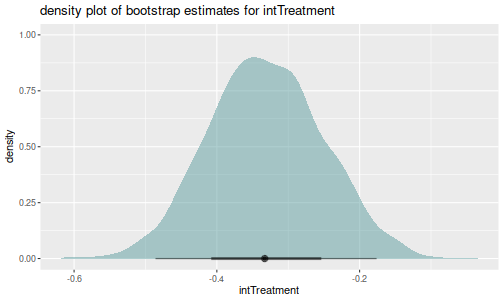 density plot of bootstrap estimates for intTreatment
1.00
0.75
0.50
0.25
0.00
density
-0.6
-0.4
-0.2
intTreatment